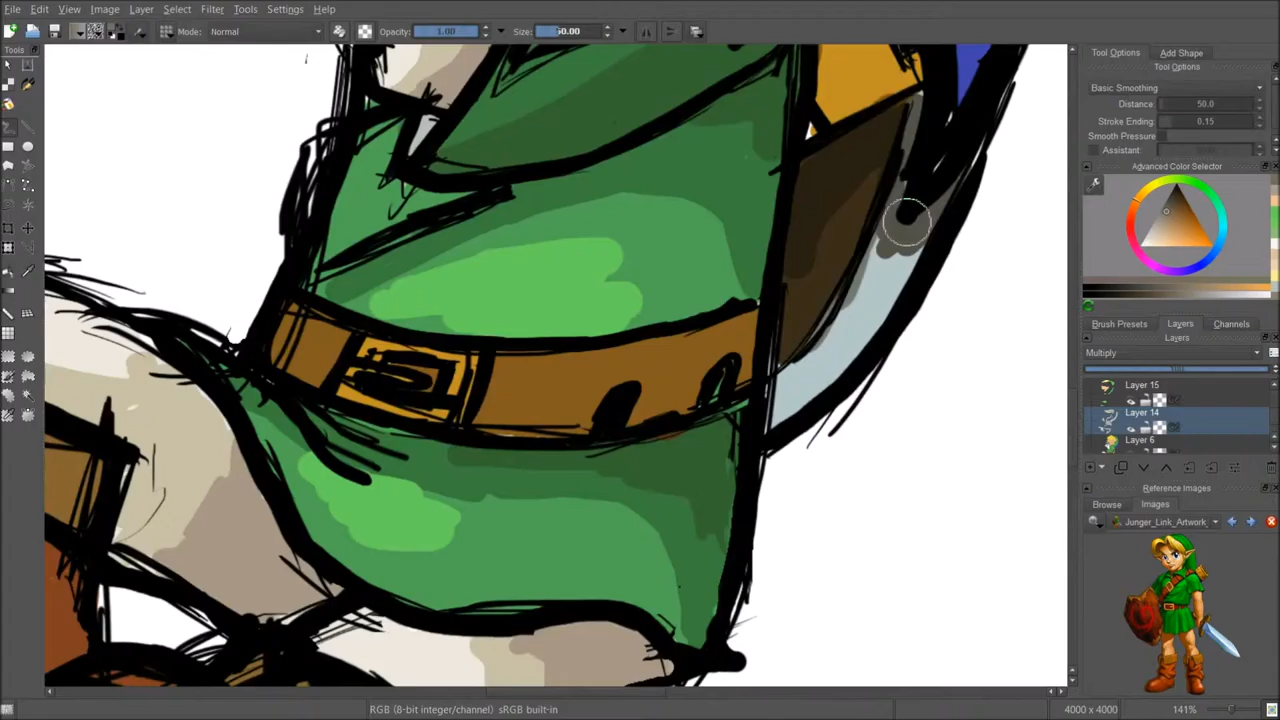 File Edit View Image Layer Select Filter Tools Settings Help
Mode: Normal Opacity: 1.00 Size: 60.00
Tools
Tool Options Add Shape
Tool Options
Basic Smoothing
Distance: 50.0
Stroke Ending: 0.15
Smooth Pressure
Assistant:
Advanced Color Selector
Brush Presets Layers Channels
Layers
Multiply
Layer 15
Layer 14
Layer 6
Reference Images
Browse Images
Junger_Link_Artwork_
RGB (8-bit integer/channel) sRGB built-in 4000 x 4000 141%